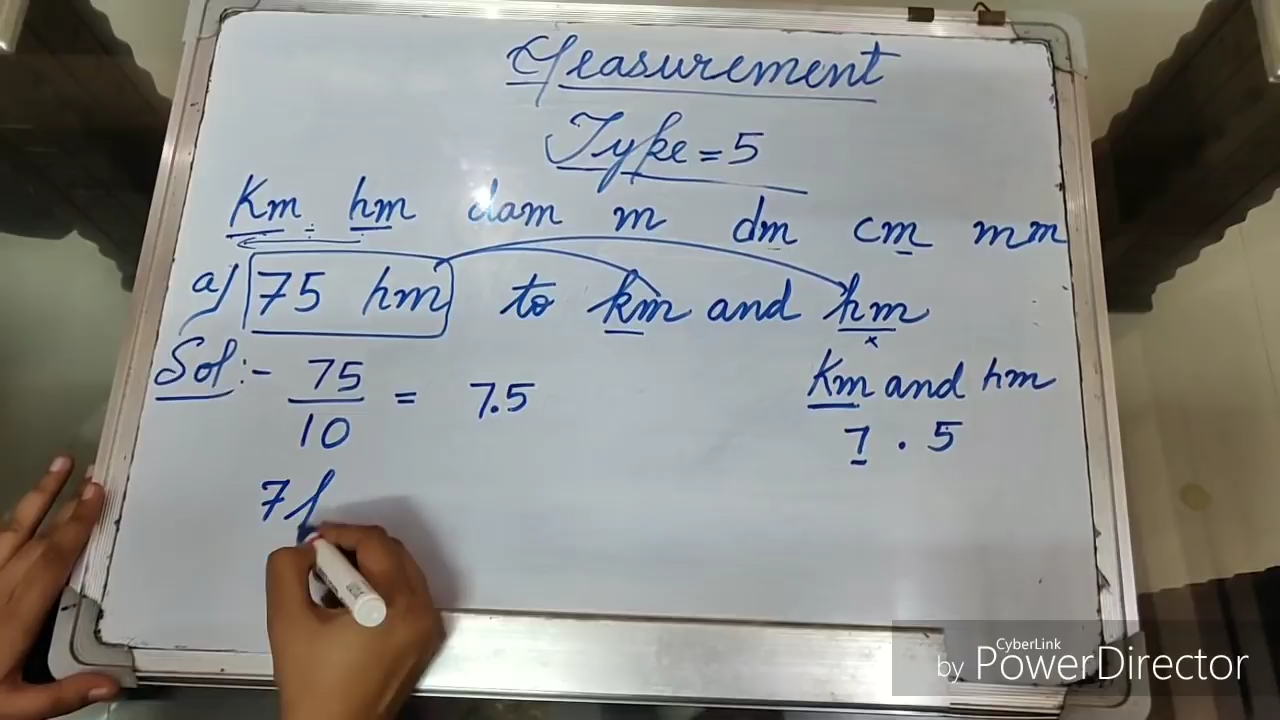 Measurement
Type = 5
Km hm dam m dm cm mm
÷
a) 75 hm to km and hm
x
Sol:- 75/10 = 7.5
Km and hm
7 . 5
7
CyberLink
by PowerDirector